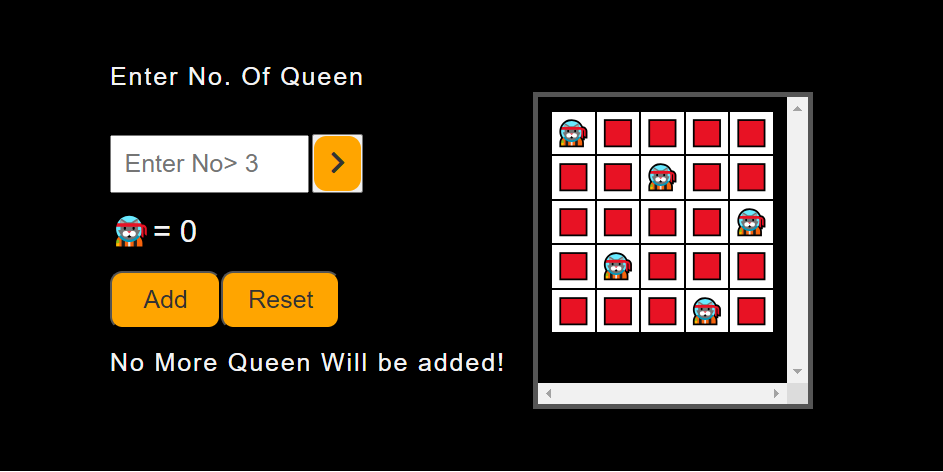 Enter No. Of Queen
Enter No> 3
= 0
Add Reset
No More Queen Will be added!